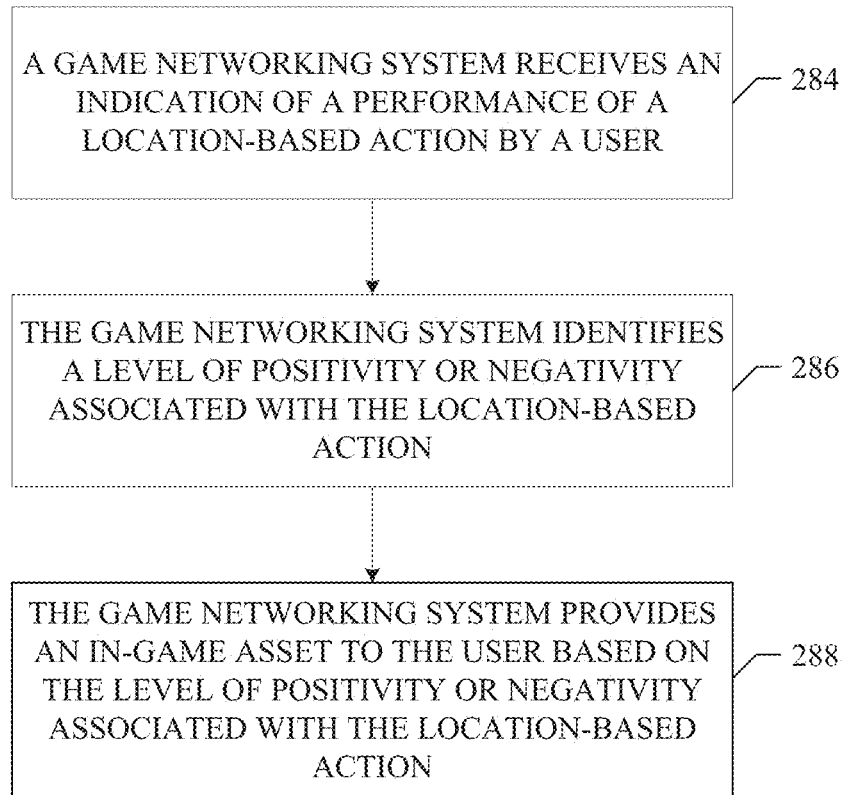 A GAME NETWORKING SYSTEM RECEIVES AN
INDICATION OF A PERFORMANCE OF A
LOCATION-BASED ACTION BY A USER
284
THE GAME NETWORKING SYSTEM IDENTIFIES
A LEVEL OF POSITIVITY OR NEGATIVITY
ASSOCIATED WITH THE LOCATION-BASED
ACTION
286
THE GAME NETWORKING SYSTEM PROVIDES
AN IN-GAME ASSET TO THE USER BASED ON
THE LEVEL OF POSITIVITY OR NEGATIVITY
ASSOCIATED WITH THE LOCATION-BASED
ACTION
288